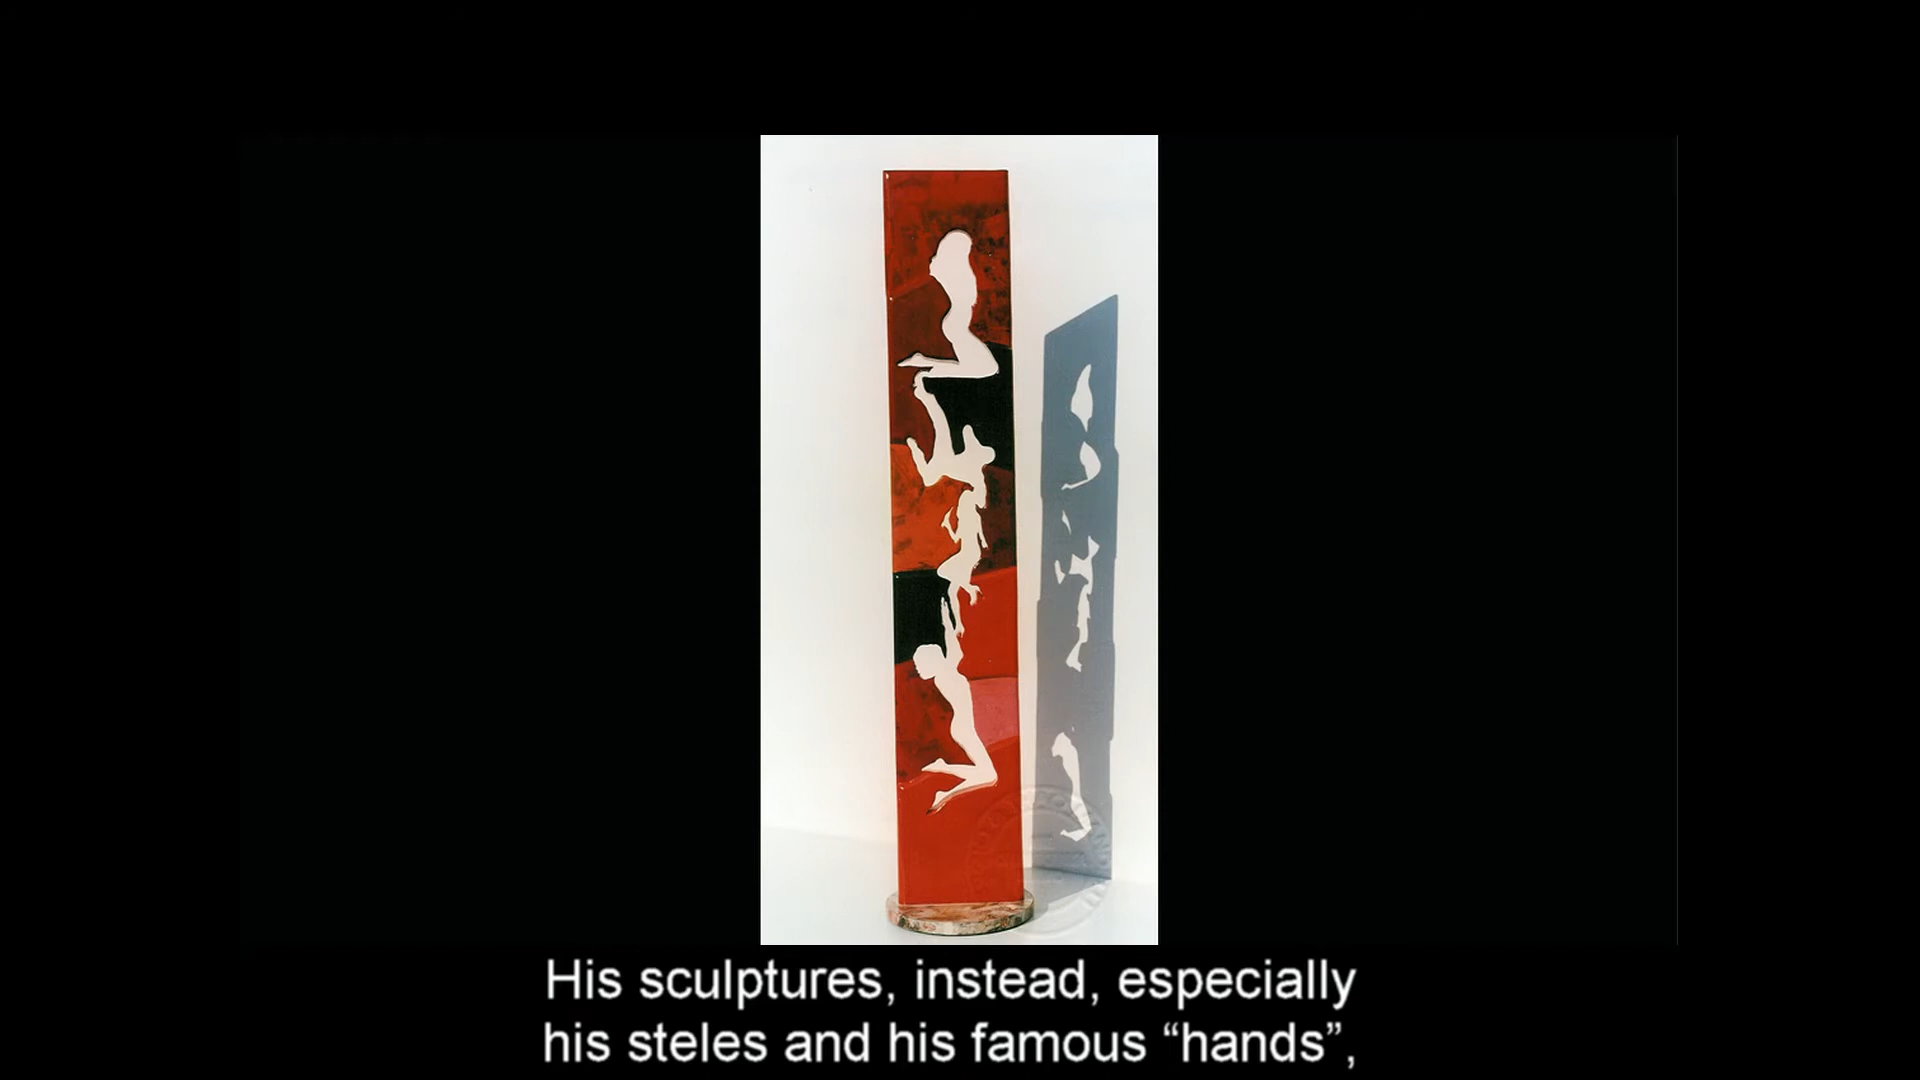 His sculptures, instead, especially
his steles and his famous “hands”,